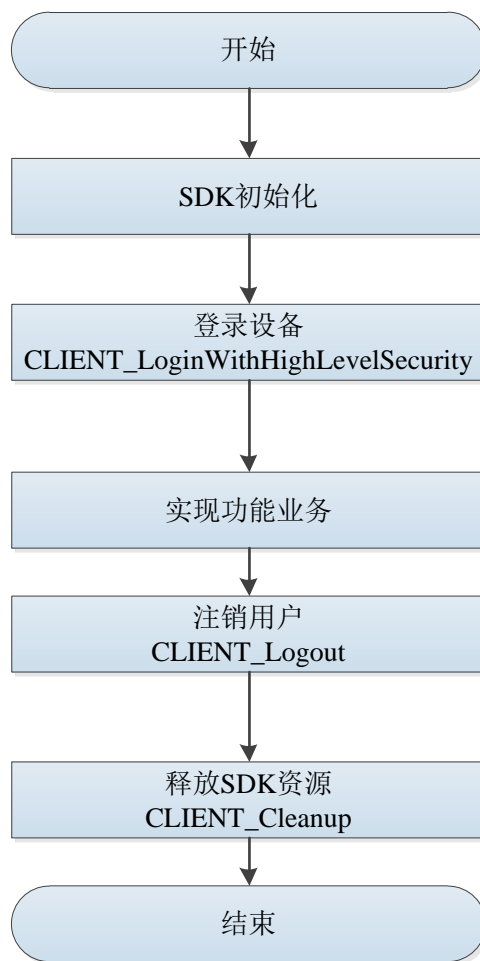 开始
SDK初始化
登录设备
CLIENT_LoginWithHighLevelSecurity
实现功能业务
注销用户
CLIENT_Logout
释放SDK资源
CLIENT_Cleanup
结束